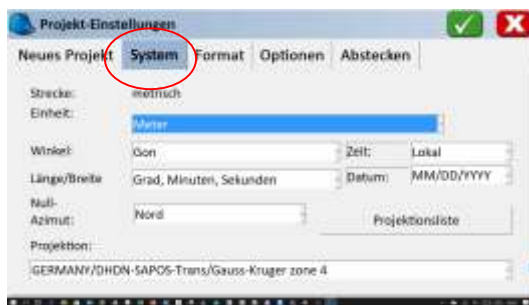 Projekt-Einstellungen
Neues Projekt System Format Optionen Abstecken
Strecke: metrisch
Einheit: Meter
Winkel: Gon Zeit: Lokal
Länge/Breite Grad, Minuten, Sekunden Datum: MM/DD/YYYY
Null-
Azimut: Nord Projektionsliste
Projektion:
GERMANY/DHDN-SAPOS-Trans/Gauss-Kruger zone 4